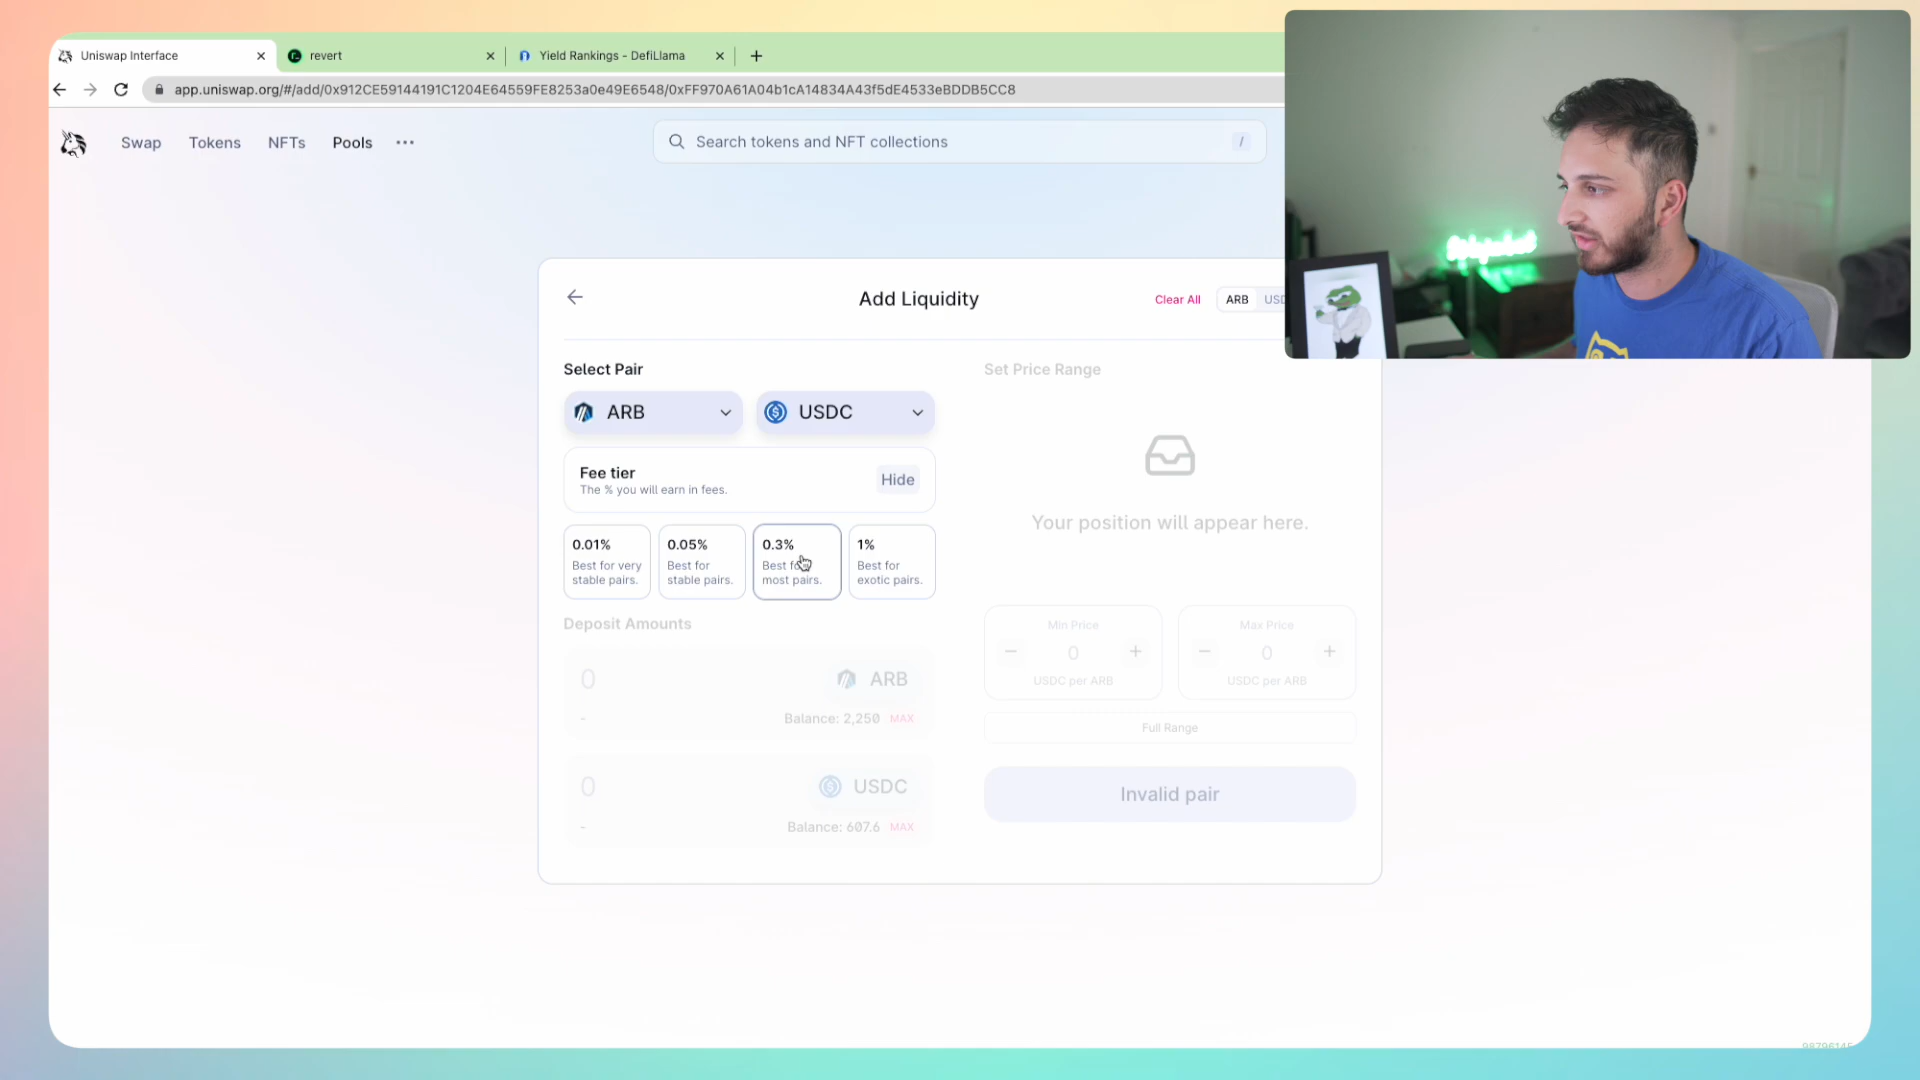 Uniswap Interface
revert
Yield Rankings - DefiLlama
app.uniswap.org/#/add/0x912CE59144191C1204E64559FE8253a0e49E6548/0xFF970A61A04b1cA14834A43f5dE4533eBDDB5CC8
Swap
Tokens
NFTs
Pools
Search tokens and NFT collections
/
Add Liquidity
Clear All
ARB
USD
Select Pair
ARB
USDC
Fee tier
The % you will earn in fees.
Hide
0.01%
Best for very
stable pairs.
0.05%
Best for
stable pairs.
0.3%
Best
most pairs.
1%
Best for
exotic pairs.
Deposit Amounts
0
ARB
-
Balance: 2,250 MAX
0
USDC
-
Balance: 607.6 MAX
Set Price Range
Your position will appear here.
Min Price
0
USDC per ARB
Max Price
0
USDC per ARB
Full Range
Invalid pair